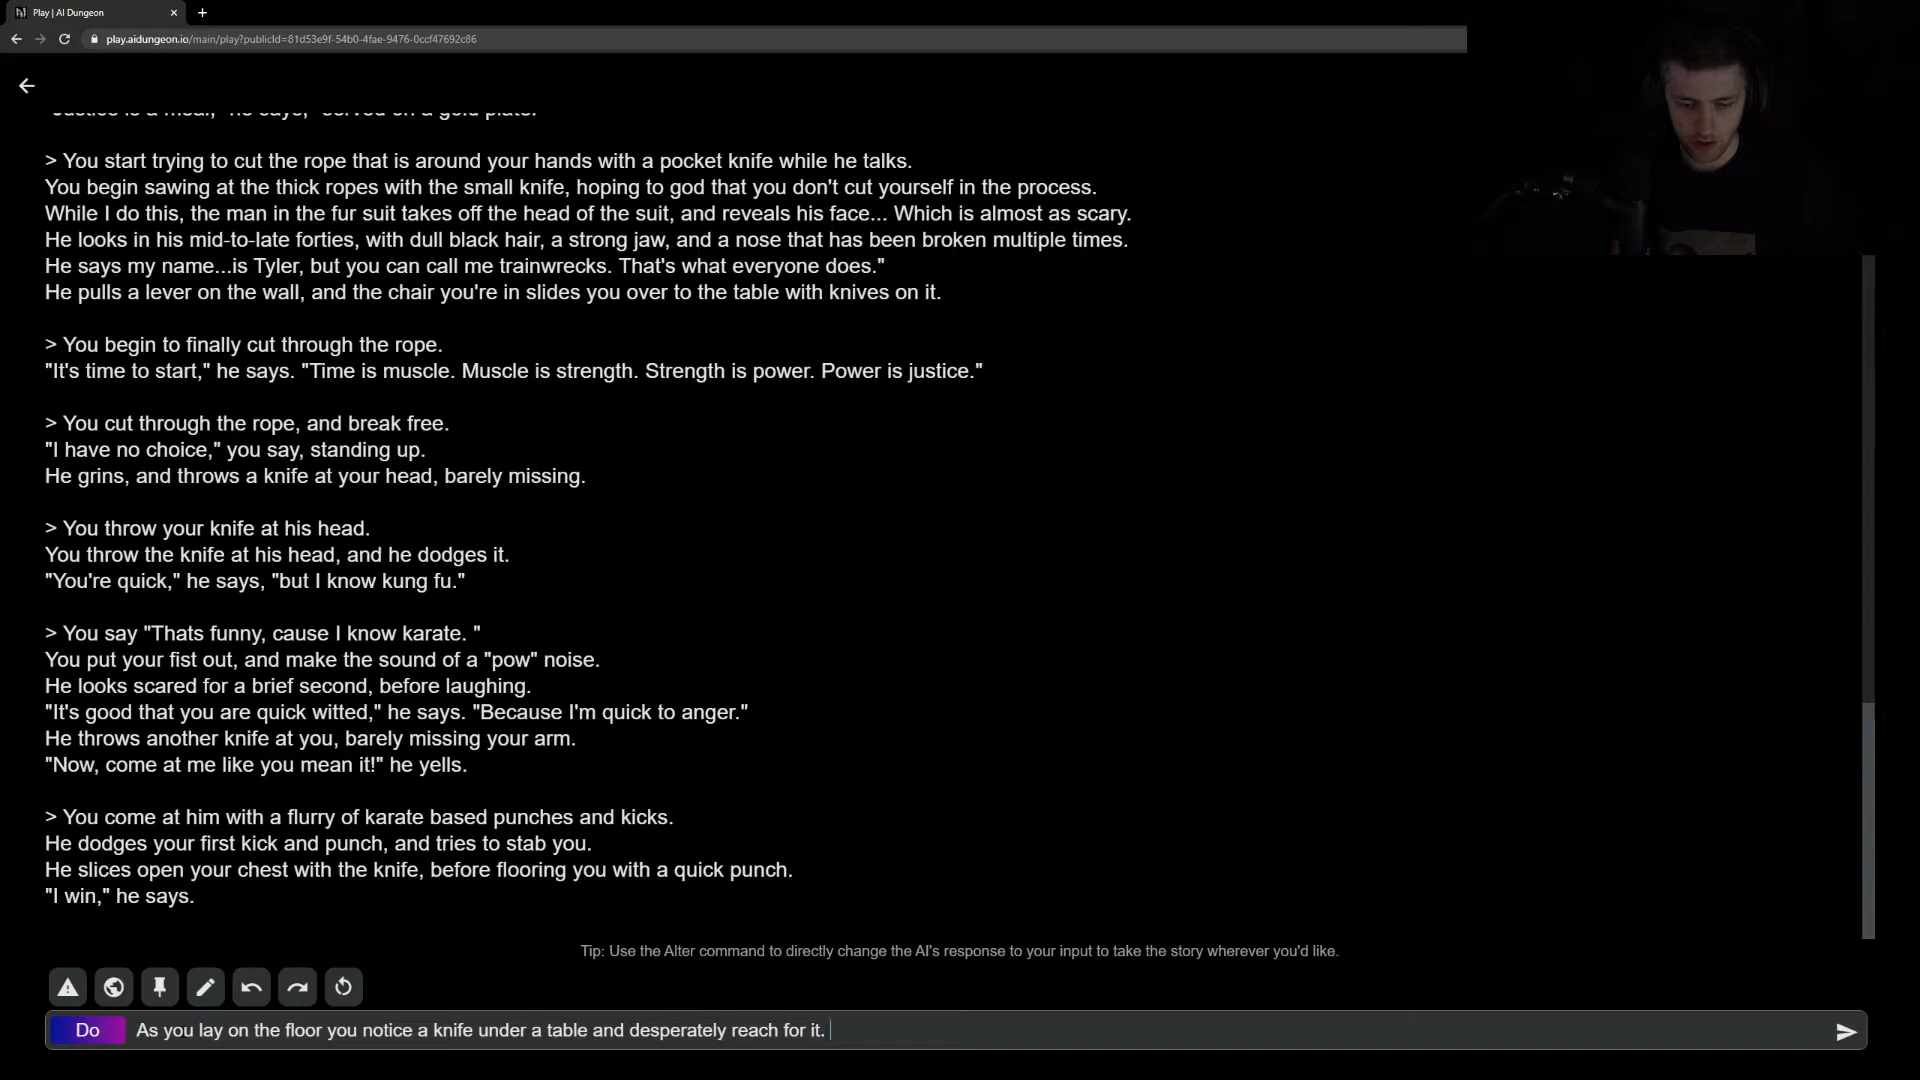 Play | AI Dungeon
play.aidungeon.io/main/play?publicId=81d53e9f-54b0-4fae-9476-0ccf47692c86
"Justice is a meal," he says, "served on a gold plate."
> You start trying to cut the rope that is around your hands with a pocket knife while he talks.
You begin sawing at the thick ropes with the small knife, hoping to god that you don't cut yourself in the process.
While I do this, the man in the fur suit takes off the head of the suit, and reveals his face... Which is almost as scary.
He looks in his mid-to-late forties, with dull black hair, a strong jaw, and a nose that has been broken multiple times.
He says my name...is Tyler, but you can call me trainwrecks. That's what everyone does."
He pulls a lever on the wall, and the chair you're in slides you over to the table with knives on it.
> You begin to finally cut through the rope.
"It's time to start," he says. "Time is muscle. Muscle is strength. Strength is power. Power is justice."
> You cut through the rope, and break free.
"I have no choice," you say, standing up.
He grins, and throws a knife at your head, barely missing.
> You throw your knife at his head.
You throw the knife at his head, and he dodges it.
"You're quick," he says, "but I know kung fu."
> You say "Thats funny, cause I know karate. "
You put your fist out, and make the sound of a "pow" noise.
He looks scared for a brief second, before laughing.
"It's good that you are quick witted," he says. "Because I'm quick to anger."
He throws another knife at you, barely missing your arm.
"Now, come at me like you mean it!" he yells.
> You come at him with a flurry of karate based punches and kicks.
He dodges your first kick and punch, and tries to stab you.
He slices open your chest with the knife, before flooring you with a quick punch.
"I win," he says.
Tip: Use the Alter command to directly change the AI's response to your input to take the story wherever you'd like.
Do As you lay on the floor you notice a knife under a table and desperately reach for it.